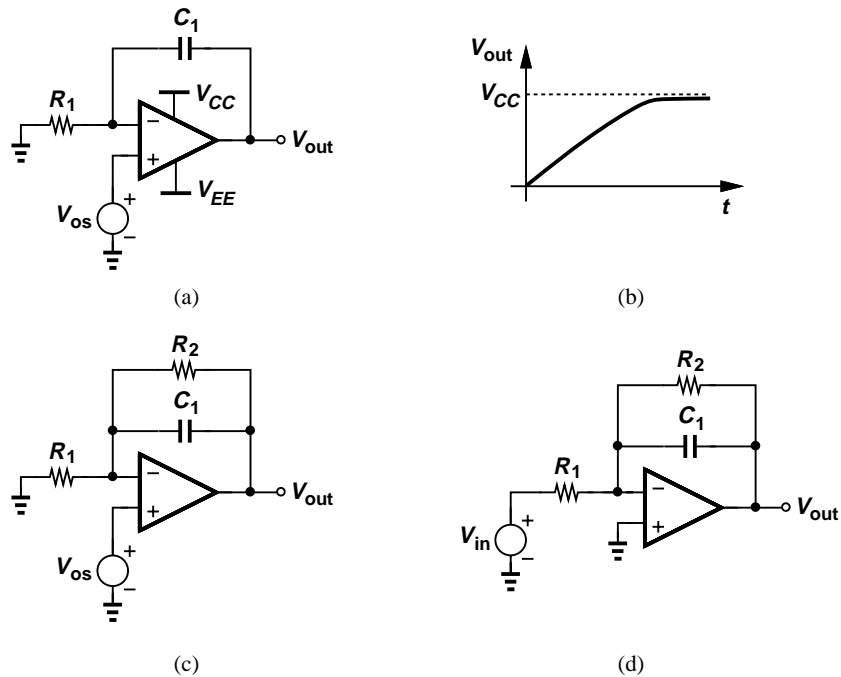 C1
R1
VCC
Vout
VEE
Vos
+
−
(a)
Vout
VCC
t
(b)
R2
C1
R1
Vout
Vos
+
−
(c)
R2
C1
R1
Vout
Vin
+
−
(d)